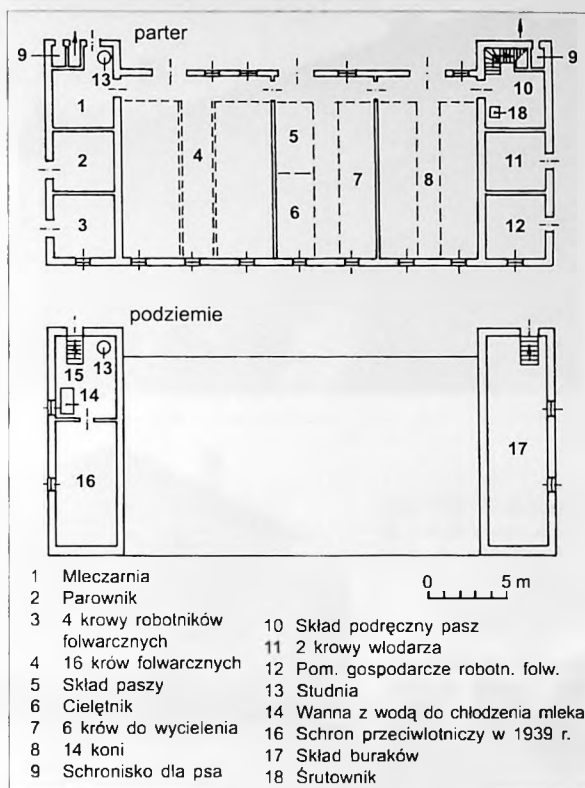 parter
9
13
1
2
3
4
5
6
7
8
10
9
18
11
12
podziemie
15
13
14
16
17
0 5 m
1 Mleczarnia
2 Parownik
3 4 krowy robotników
folwarcznych
4 16 krów folwarcznych
5 Skład paszy
6 Cielętnik
7 6 krów do wycielenia
8 14 koni
9 Schronisko dla psa
10 Skład podręczny pasz
11 2 krowy włodarza
12 Pom. gospodarcze robotn. folw.
13 Studnia
14 Wanna z wodą do chłodzenia mleka
16 Schron przeciwlotniczy w 1939 r.
17 Skład buraków
18 Śrutownik